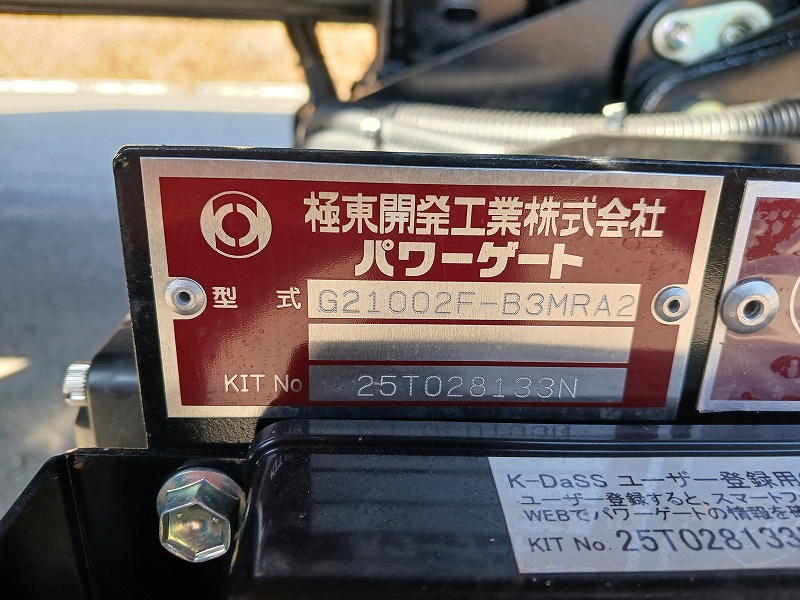 極東開発工業株式会社
パワーゲート
型 式 G21002F-B3MRA2
KIT No 25T028133N
K-DaSS ユーザー登録用
ユーザー登録すると、スマートフ
WEBでパワーゲートの情報を確
KIT No. 25T028133